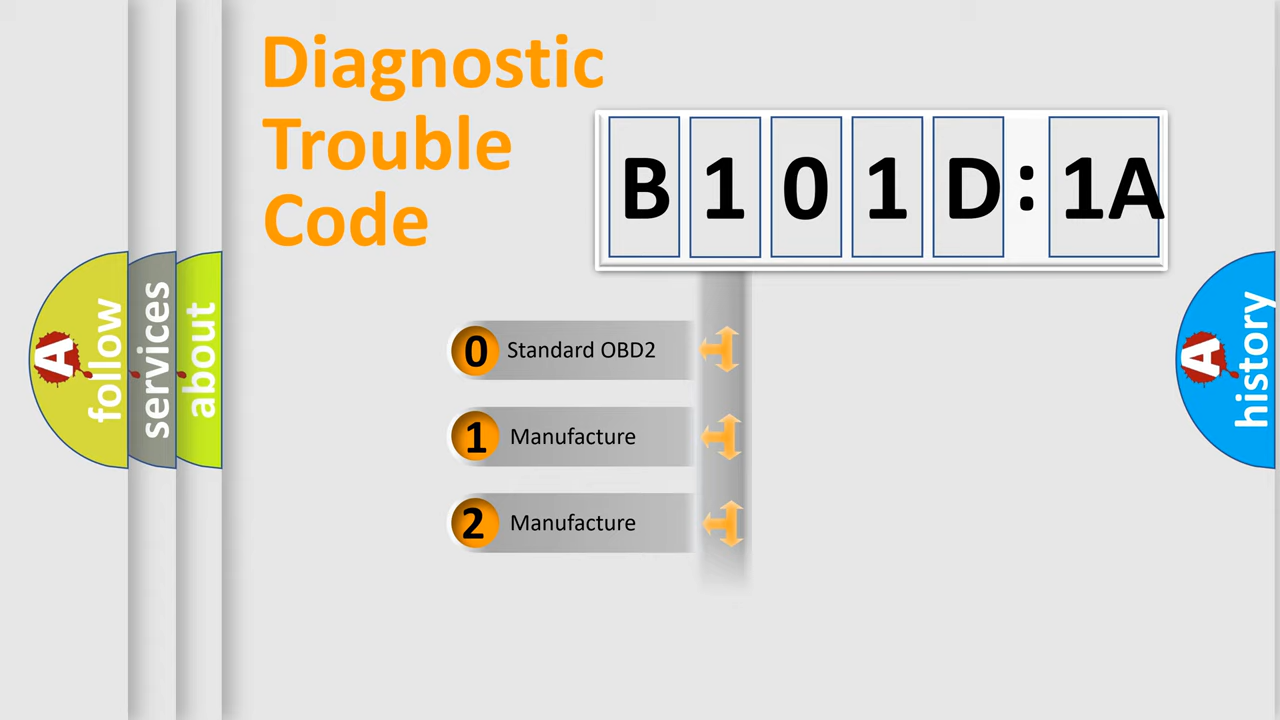 Diagnostic
Trouble
Code
B 1 0 1 D : 1A
0 Standard OBD2
1 Manufacture
2 Manufacture
A follow
services
about
A history